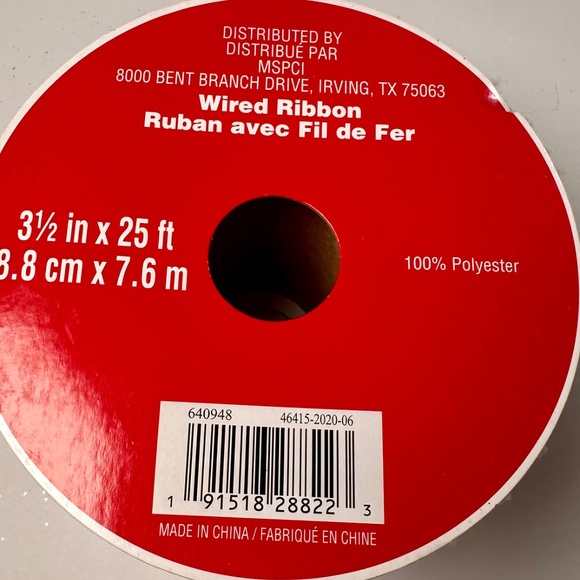 DISTRIBUTED BY
DISTRIBUÉ PAR
MSPCI
8000 BENT BRANCH DRIVE, IRVING, TX 75063
Wired Ribbon
Ruban avec Fil de Fer
3½ in x 25 ft
8.8 cm x 7.6 m
100% Polyester
640948 46415-2020-06
1 91518 28822 3
MADE IN CHINA / FABRIQUÉ EN CHINE